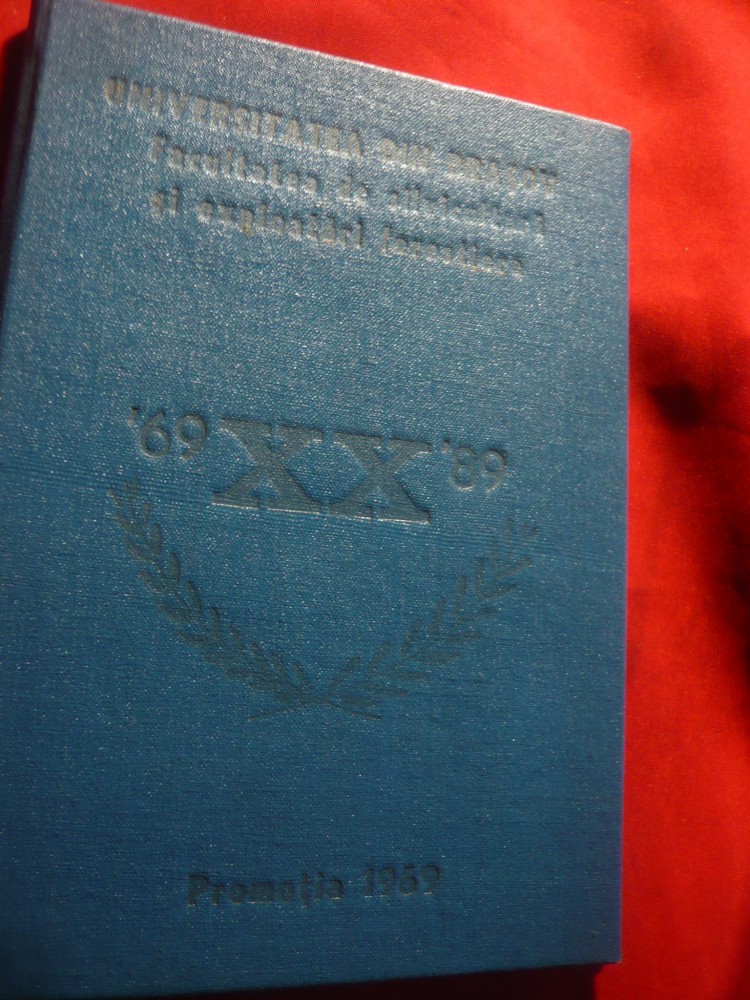 UNIVERSITATEA DIN BRAȘOV
Facultatea de silvicultură
și exploatări forestiere
'69 XX '89
Promoția 1969